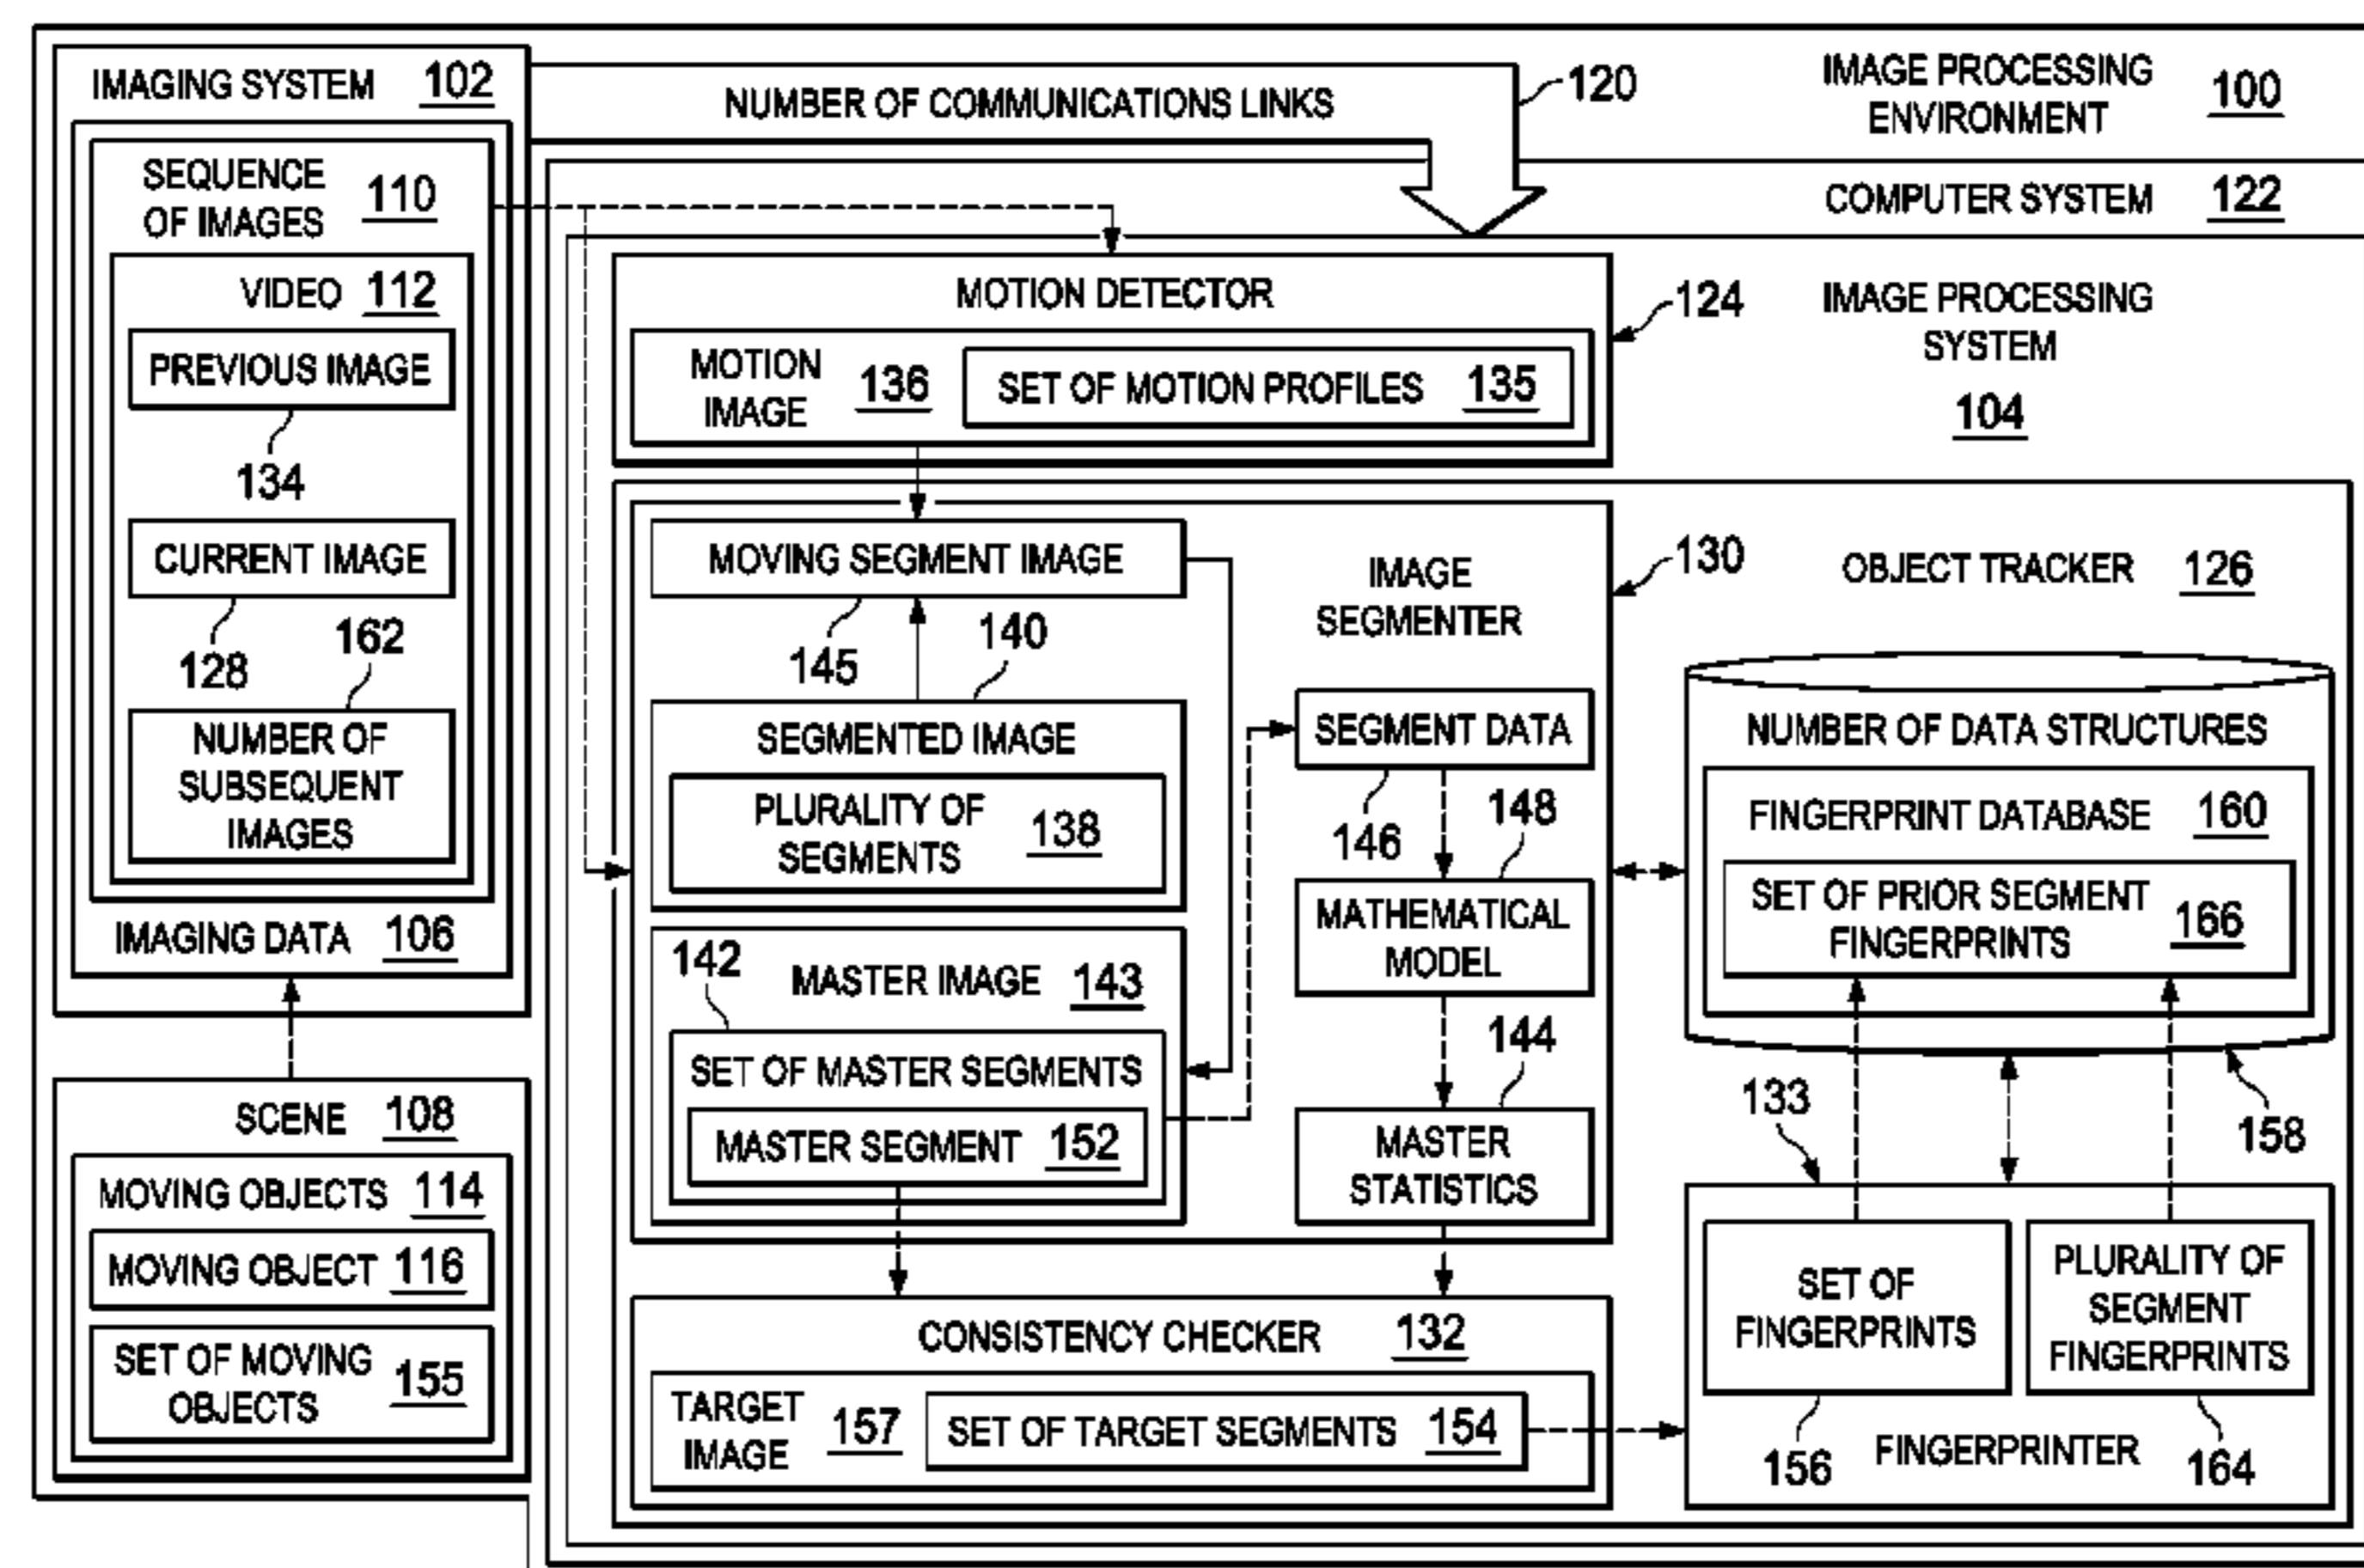 IMAGING SYSTEM 102
SEQUENCE
OF IMAGES 110
VIDEO 112
PREVIOUS IMAGE
134
CURRENT IMAGE
128
162
NUMBER OF
SUBSEQUENT
IMAGES
IMAGING DATA 106
SCENE 108
MOVING OBJECTS 114
MOVING OBJECT 116
SET OF MOVING
OBJECTS 155
NUMBER OF COMMUNICATIONS LINKS
120
IMAGE PROCESSING
ENVIRONMENT 100
COMPUTER SYSTEM 122
IMAGE PROCESSING
SYSTEM
104
MOTION DETECTOR
124
MOTION
IMAGE 136
SET OF MOTION PROFILES 135
MOVING SEGMENT IMAGE
145
140
SEGMENTED IMAGE
PLURALITY OF
SEGMENTS 138
142
MASTER IMAGE 143
SET OF MASTER SEGMENTS
MASTER SEGMENT 152
IMAGE
SEGMENTER
130
SEGMENT DATA
146
148
MATHEMATICAL
MODEL
144
MASTER
STATISTICS
CONSISTENCY CHECKER 132
TARGET
IMAGE 157
SET OF TARGET SEGMENTS 154
OBJECT TRACKER 126
NUMBER OF DATA STRUCTURES
FINGERPRINT DATABASE 160
SET OF PRIOR SEGMENT
FINGERPRINTS 166
158
133
SET OF
FINGERPRINTS
156
PLURALITY OF
SEGMENT
FINGERPRINTS
164
FINGERPRINTER